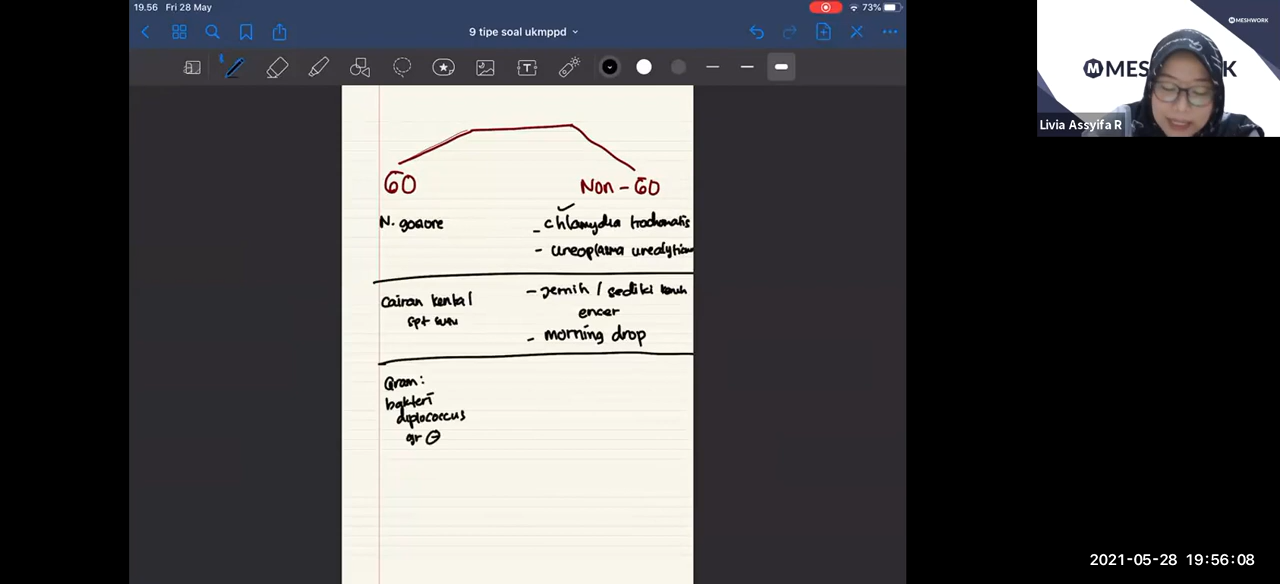 19.56 Fri 28 May
73%
9 tipe soal ukmppd
T
MESHWORK
MESHWORK
Livia Assyifa R
GO
Non-GO
N. gonore
- chlamydia trachomatis
- ureoplasma urealyticum
Cairan kental
spt susu
- Jernih / sedikit keruh
encer
- morning drop
Gram:
bakteri
diplococcus
gr ⊖
2021-05-28 19:56:08